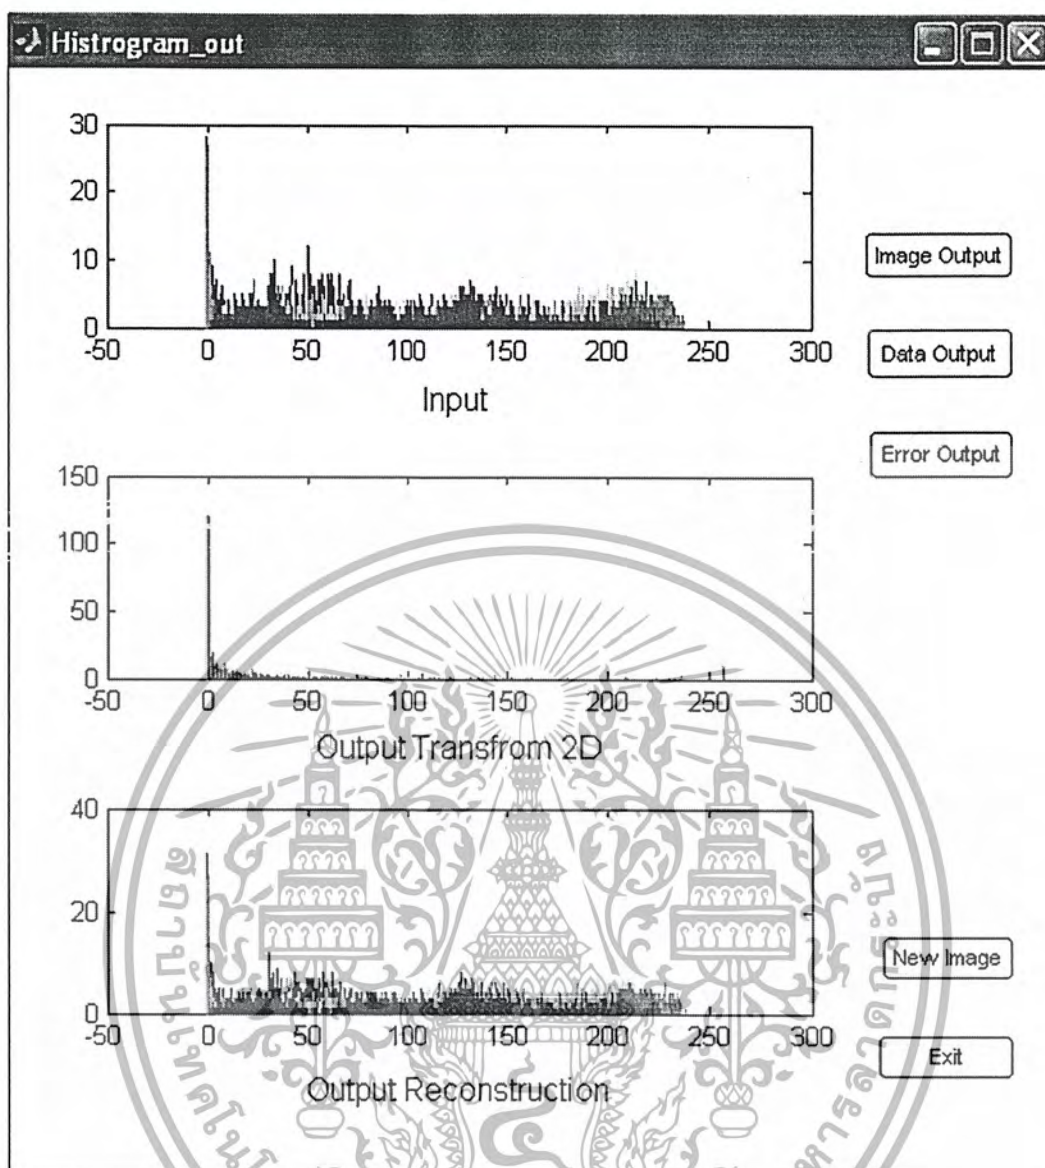 Histrogram_out
30
20
10
0
-50 0 50 100 150 200 250 300
Input
Image Output
Data Output
Error Output
150
100
50
0
-50 0 50 100 150 200 250 300
Output Transfrom 2D
40
20
0
-50 0 50 100 150 200 250 300
Output Reconstruction
New Image
Exit